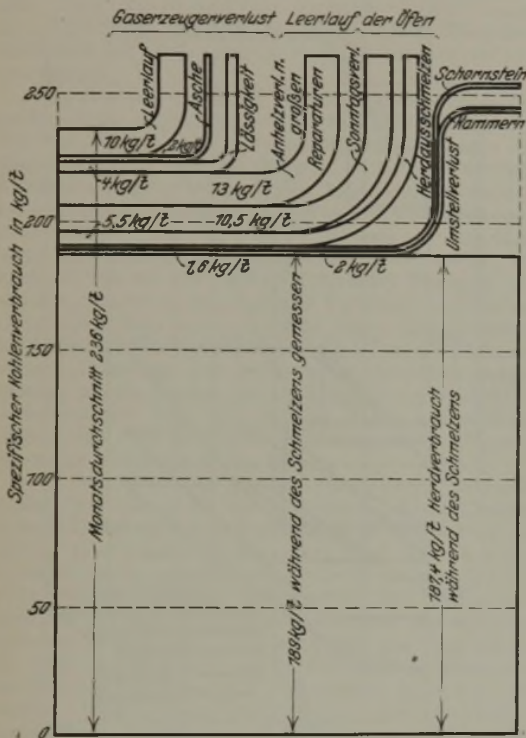 Gaserzeugerverlust Leerlauf der Öfen
Leerlauf
Asche
Lässigkeit
Anheizverl. n.
großen
Reparaturen
Sonntagsverl.
Herdausschmelzen
Schornstein
Kammern
Umstellverlust
250
10 kg/t
2 kg/t
4 kg/t
13 kg/t
200
5,5 kg/t
10,5 kg/t
1,6 kg/t
2 kg/t
150
100
50
0
Spezifischer Kohlenverbrauch in kg/t
Monatsdurchschnitt 236 kg/t
189 kg/t während des Schmelzens gemessen
187,4 kg/t Herdverbrauch
während des Schmelzens